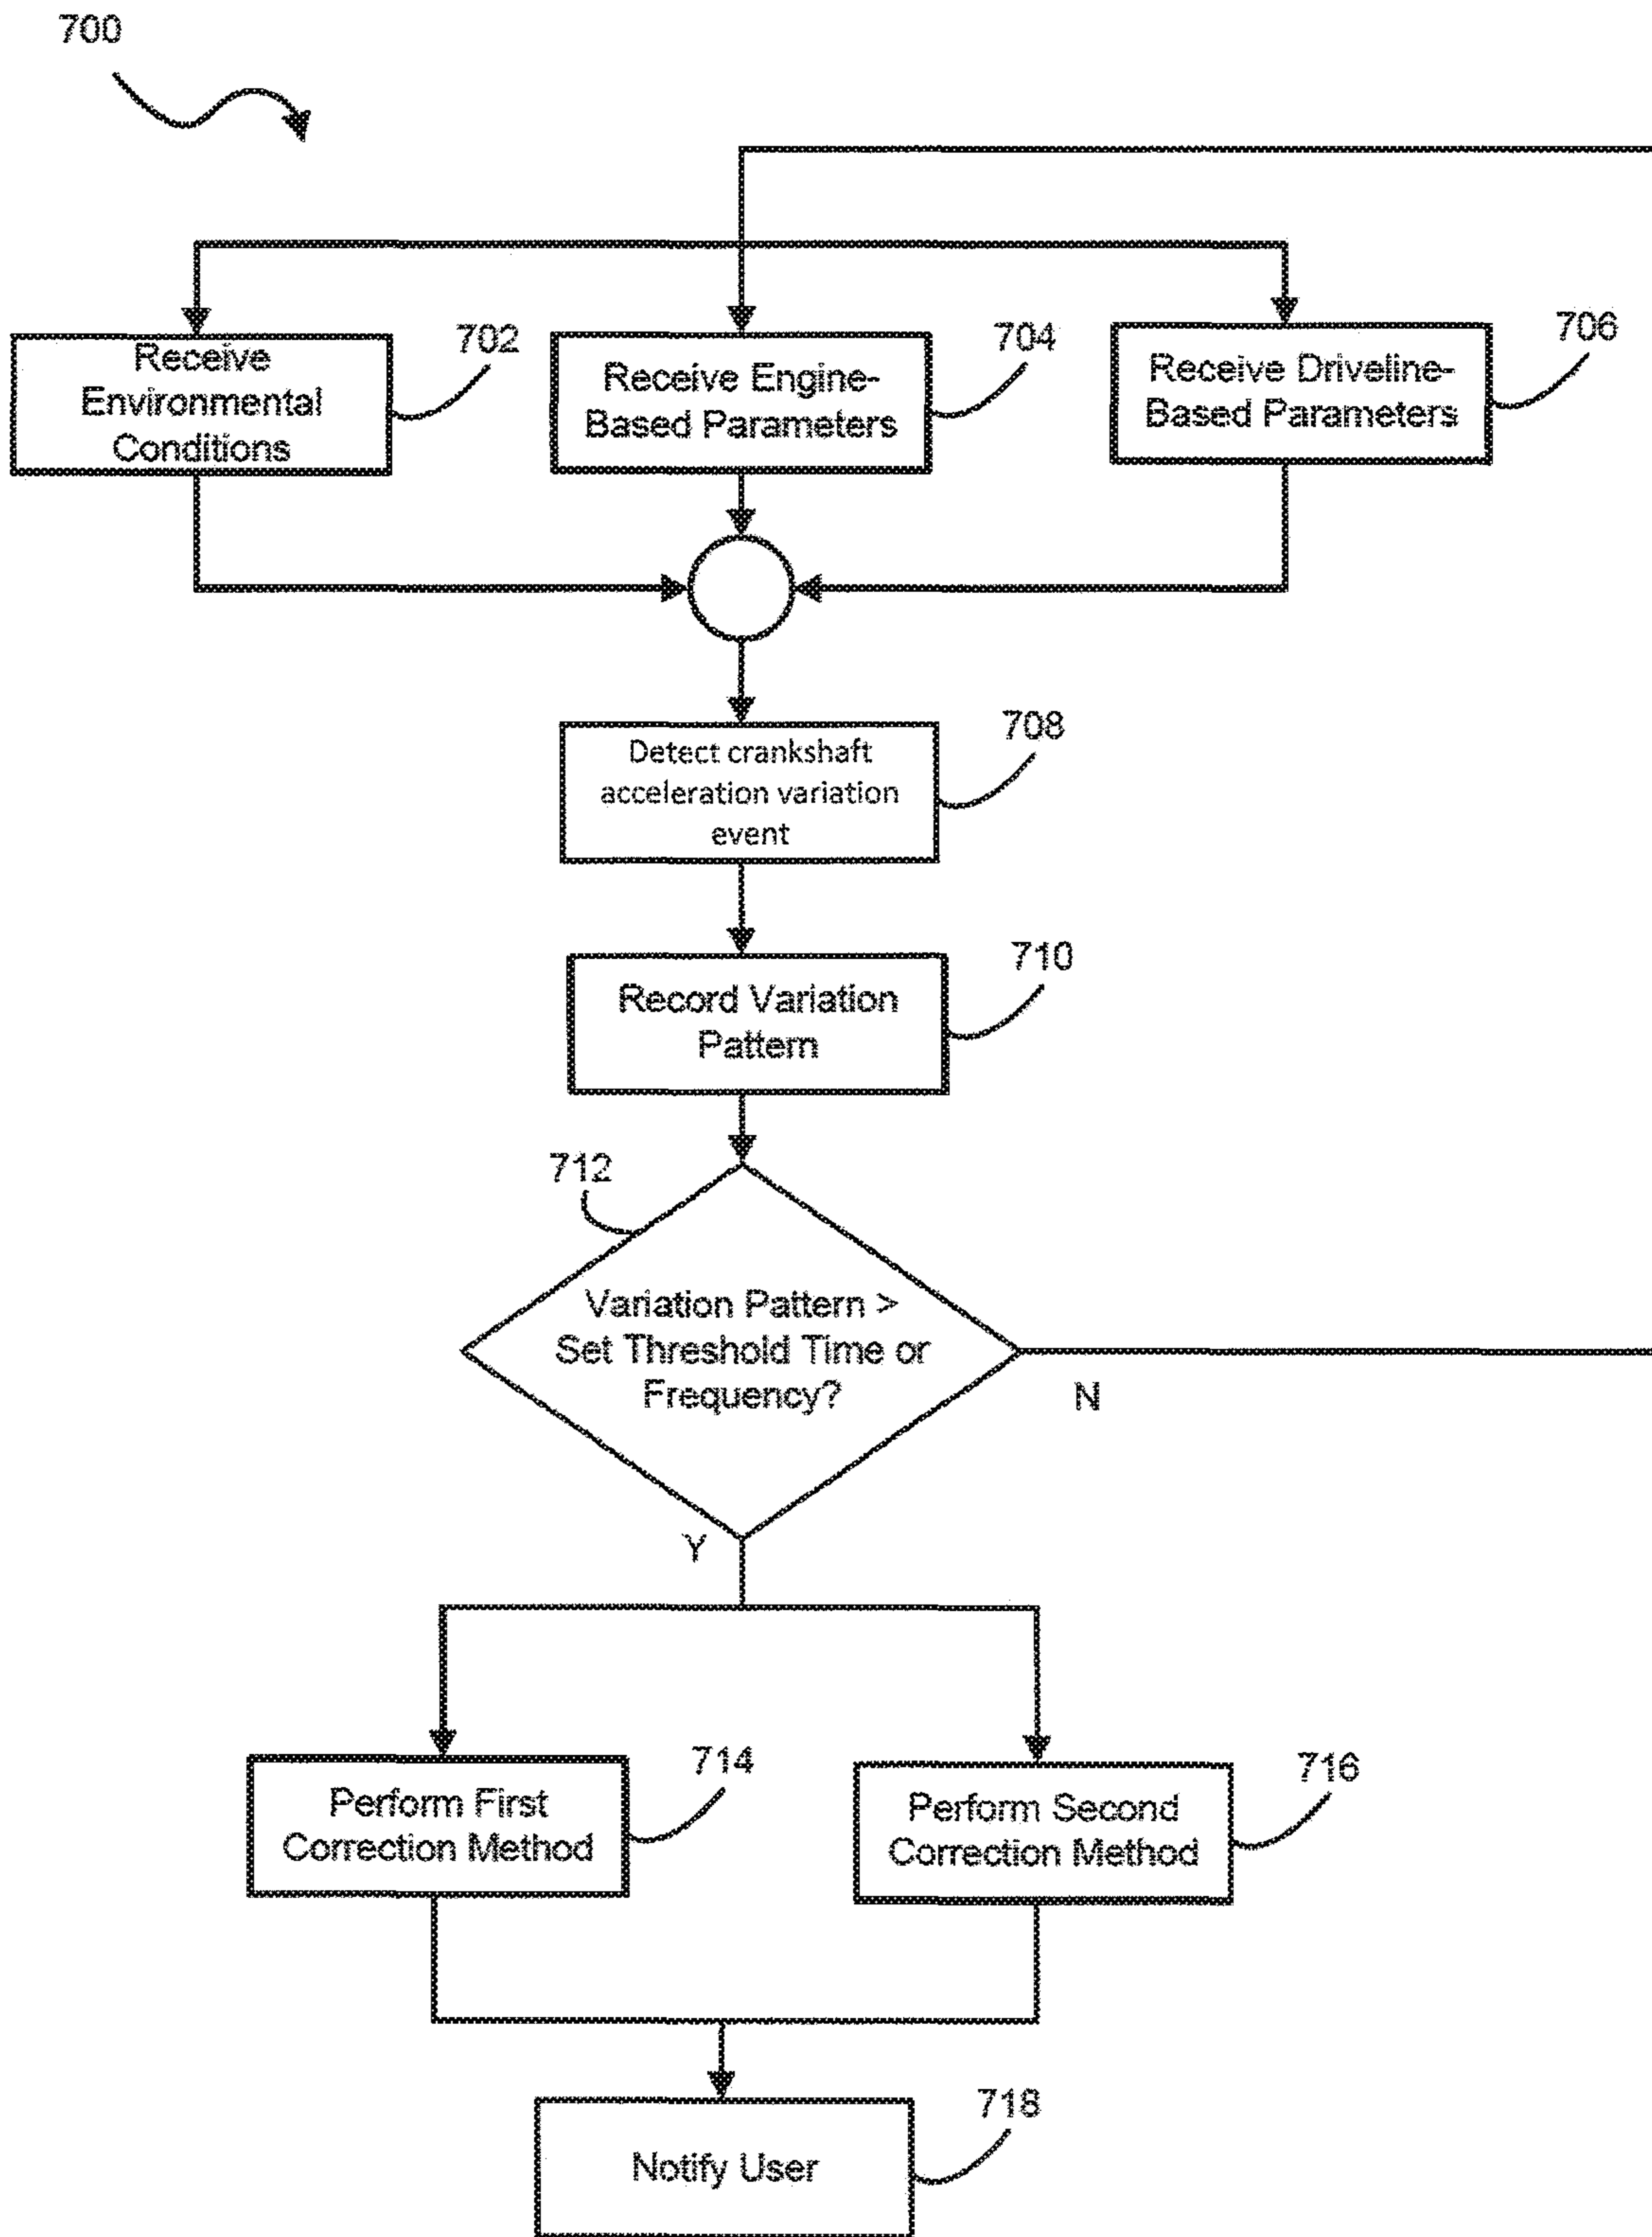 700
Receive
Environmental
Conditions
702
Receive Engine-
Based Parameters
704
Receive Driveline-
Based Parameters
706
Detect crankshaft
acceleration variation
event
708
Record Variation
Pattern
710
712
Variation Pattern >
Set Threshold Time or
Frequency?
N
Y
Perform First
Correction Method
714
Perform Second
Correction Method
716
Notify User
718